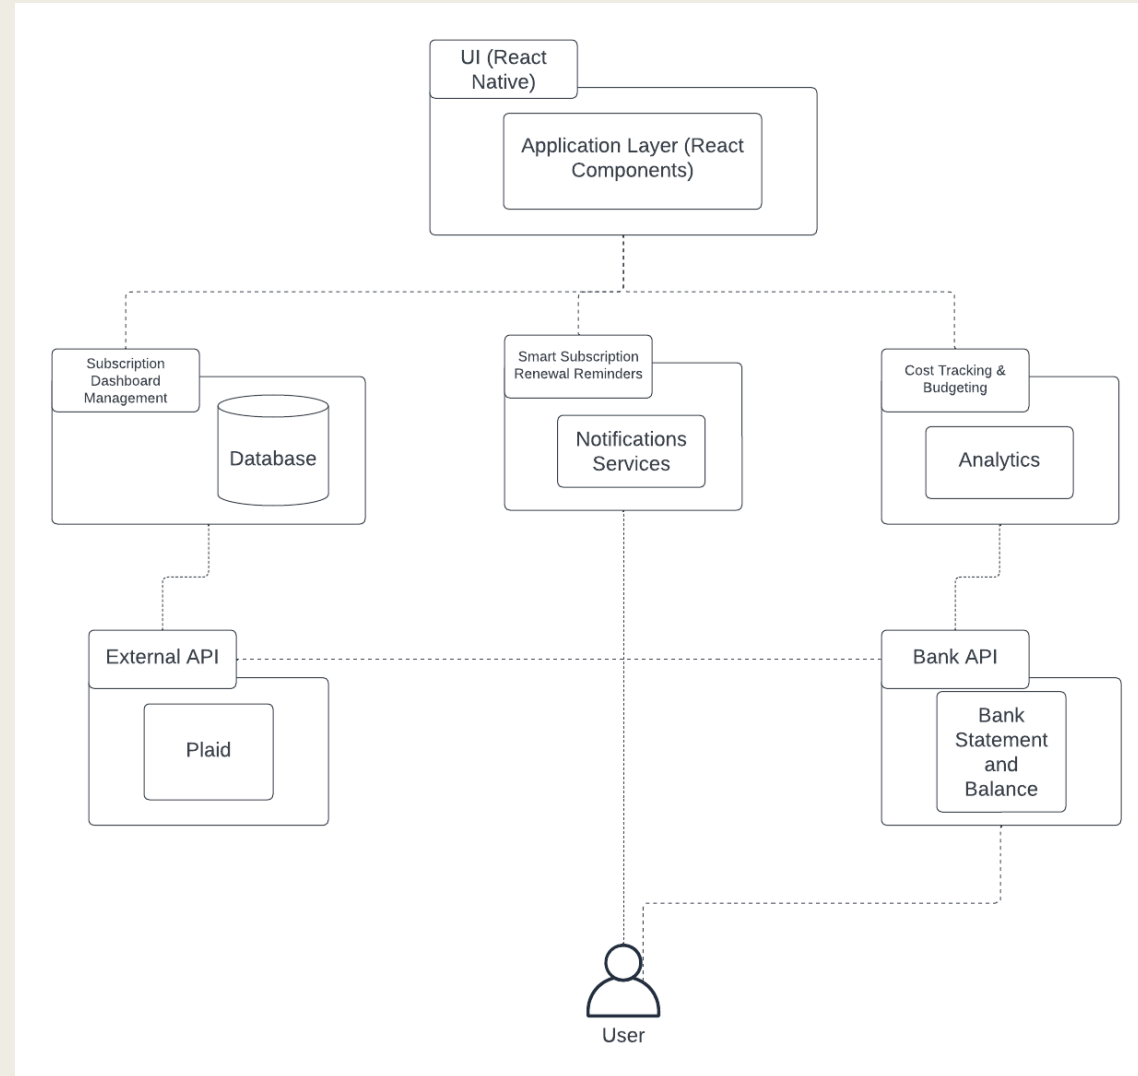 UI (React
Native)
Application Layer (React
Components)
Subscription
Dashboard
Management
Database
Smart Subscription
Renewal Reminders
Notifications
Services
Cost Tracking &
Budgeting
Analytics
External API
Plaid
Bank API
Bank
Statement
and
Balance
User